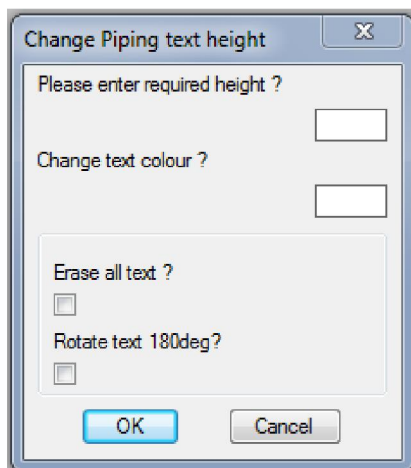 Change Piping text height
Please enter required height ?
Change text colour ?
Erase all text ?
Rotate text 180deg?
OK Cancel